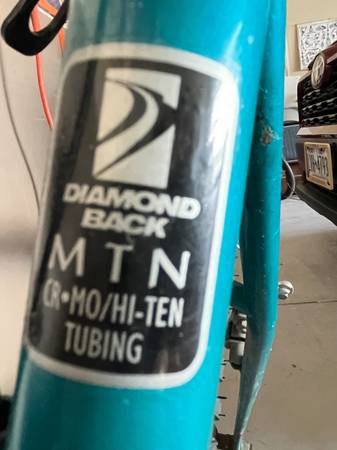 DIAMOND
BACK
MTN
CR•MO/HI-TEN
TUBING